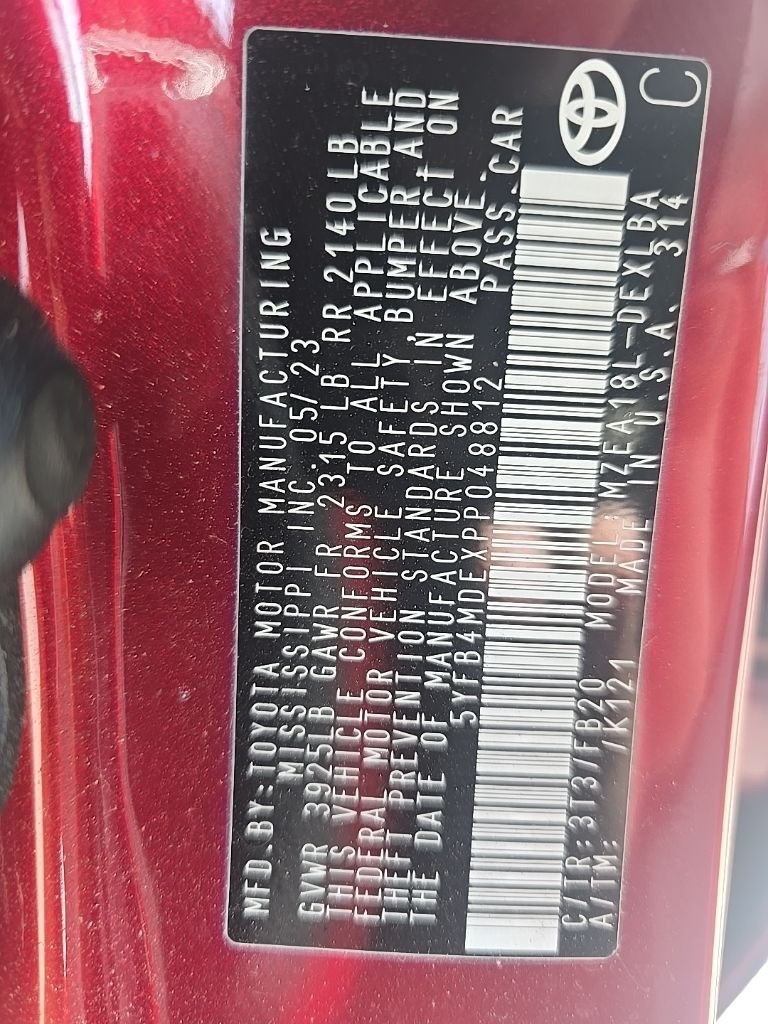 MFD.BY:TOYOTA MOTOR MANUFACTURING
MISSISSIPPI INC. 05/23
GVWR 3925LB GAWR FR 2315 LB RR 2140LB
THIS VEHICLE CONFORMS TO ALL APPLICABLE
FEDERAL MOTOR VEHICLE SAFETY, BUMPER AND
THEFT PREVENTION STANDARDS IN EFFECT ON
THE DATE OF MANUFACTURE SHOWN ABOVE.
5YFB4MDEXPP048812. PASS.CAR
C/TR:3T3/FB20 MODEL:MZEA18L-DEXLBA
A/TM: /K121 MADE IN U.S.A. 314
C